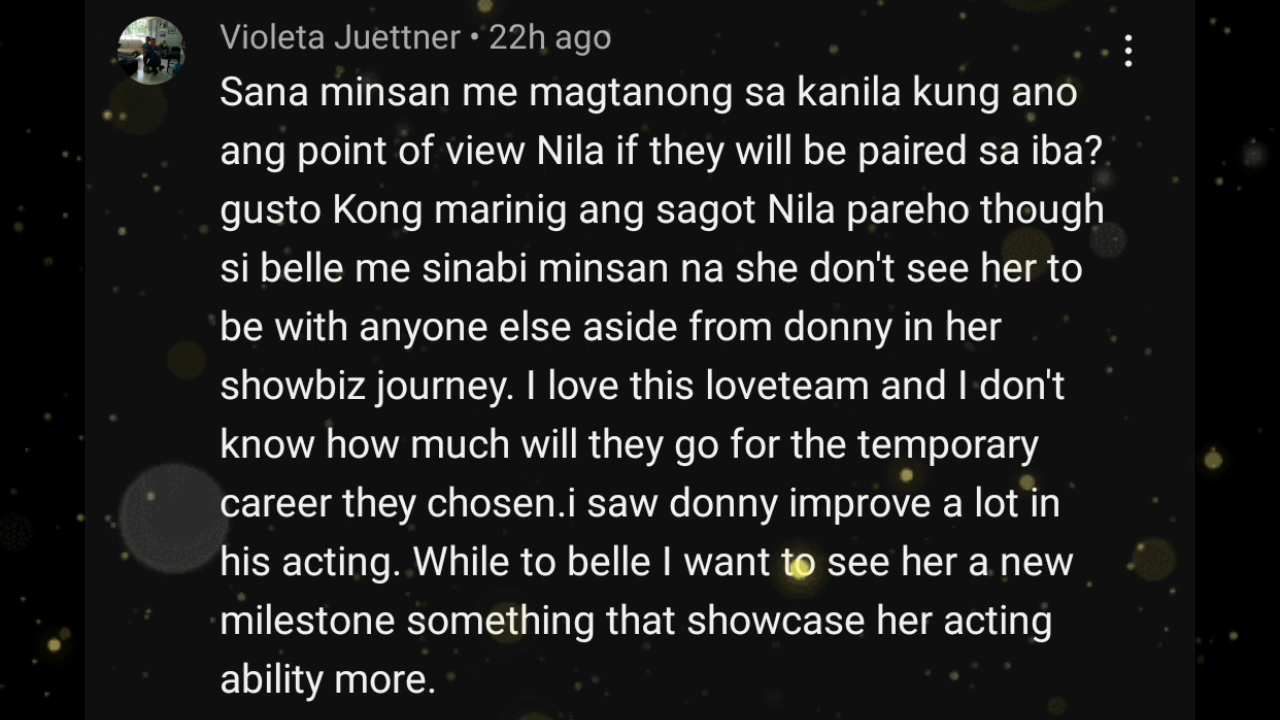 Violeta Juettner • 22h ago
Sana minsan me magtanong sa kanila kung ano
ang point of view Nila if they will be paired sa iba?
gusto Kong marinig ang sagot Nila pareho though
si belle me sinabi minsan na she don't see her to
be with anyone else aside from donny in her
showbiz journey. I love this loveteam and I don't
know how much will they go for the temporary
career they chosen.i saw donny improve a lot in
his acting. While to belle I want to see her a new
milestone something that showcase her acting
ability more.